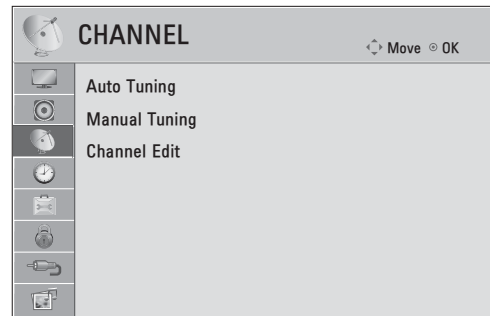 CHANNEL
Move OK
Auto Tuning
Manual Tuning
Channel Edit